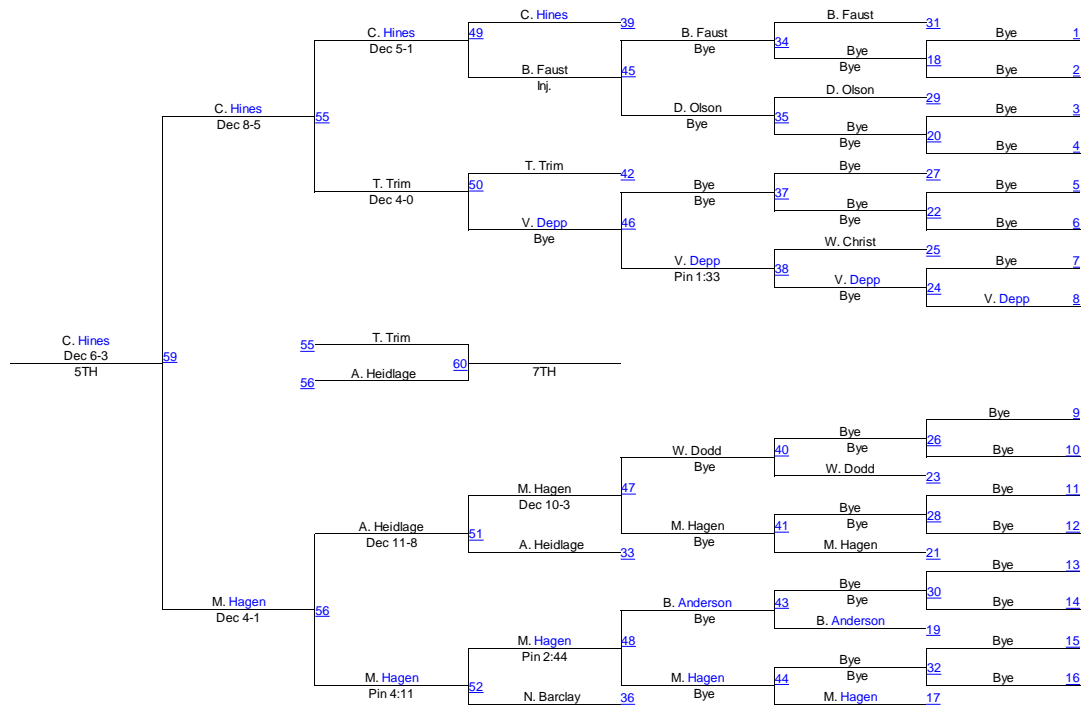 C. Hines 39
B. Faust 31
C. Hines 49
Dec 5-1
B. Faust 34
Bye
Bye 1
Bye 18
Bye
B. Faust 45
Inj.
Bye 2
D. Olson 29
C. Hines 55
Dec 8-5
D. Olson 35
Bye
Bye 3
Bye 20
Bye
Bye 4
T. Trim 42
Bye 27
T. Trim 50
Dec 4-0
Bye 37
Bye
Bye 5
Bye 22
Bye
V. Depp 46
Bye
Bye 6
W. Christ 25
V. Depp 38
Pin 1:33
Bye 7
V. Depp 24
Bye
V. Depp 8
C. Hines
Dec 6-3 59
5TH
55 T. Trim
60 7TH
56 A. Heidlage
Bye 9
Bye 26
W. Dodd 40
Bye
Bye 10
W. Dodd 23
M. Hagen 47
Dec 10-3
Bye 11
Bye 28
Bye
A. Heidlage 51
Dec 11-8
M. Hagen 41
Bye
Bye 12
A. Heidlage 33
M. Hagen 21
Bye 13
Bye 30
Bye
M. Hagen 56
Dec 4-1
B. Anderson 43
Bye
Bye 14
B. Anderson 19
M. Hagen 48
Pin 2:44
Bye 15
Bye 32
Bye
M. Hagen 52
Pin 4:11
M. Hagen 44
Bye
Bye 16
N. Barclay 36
M. Hagen 17